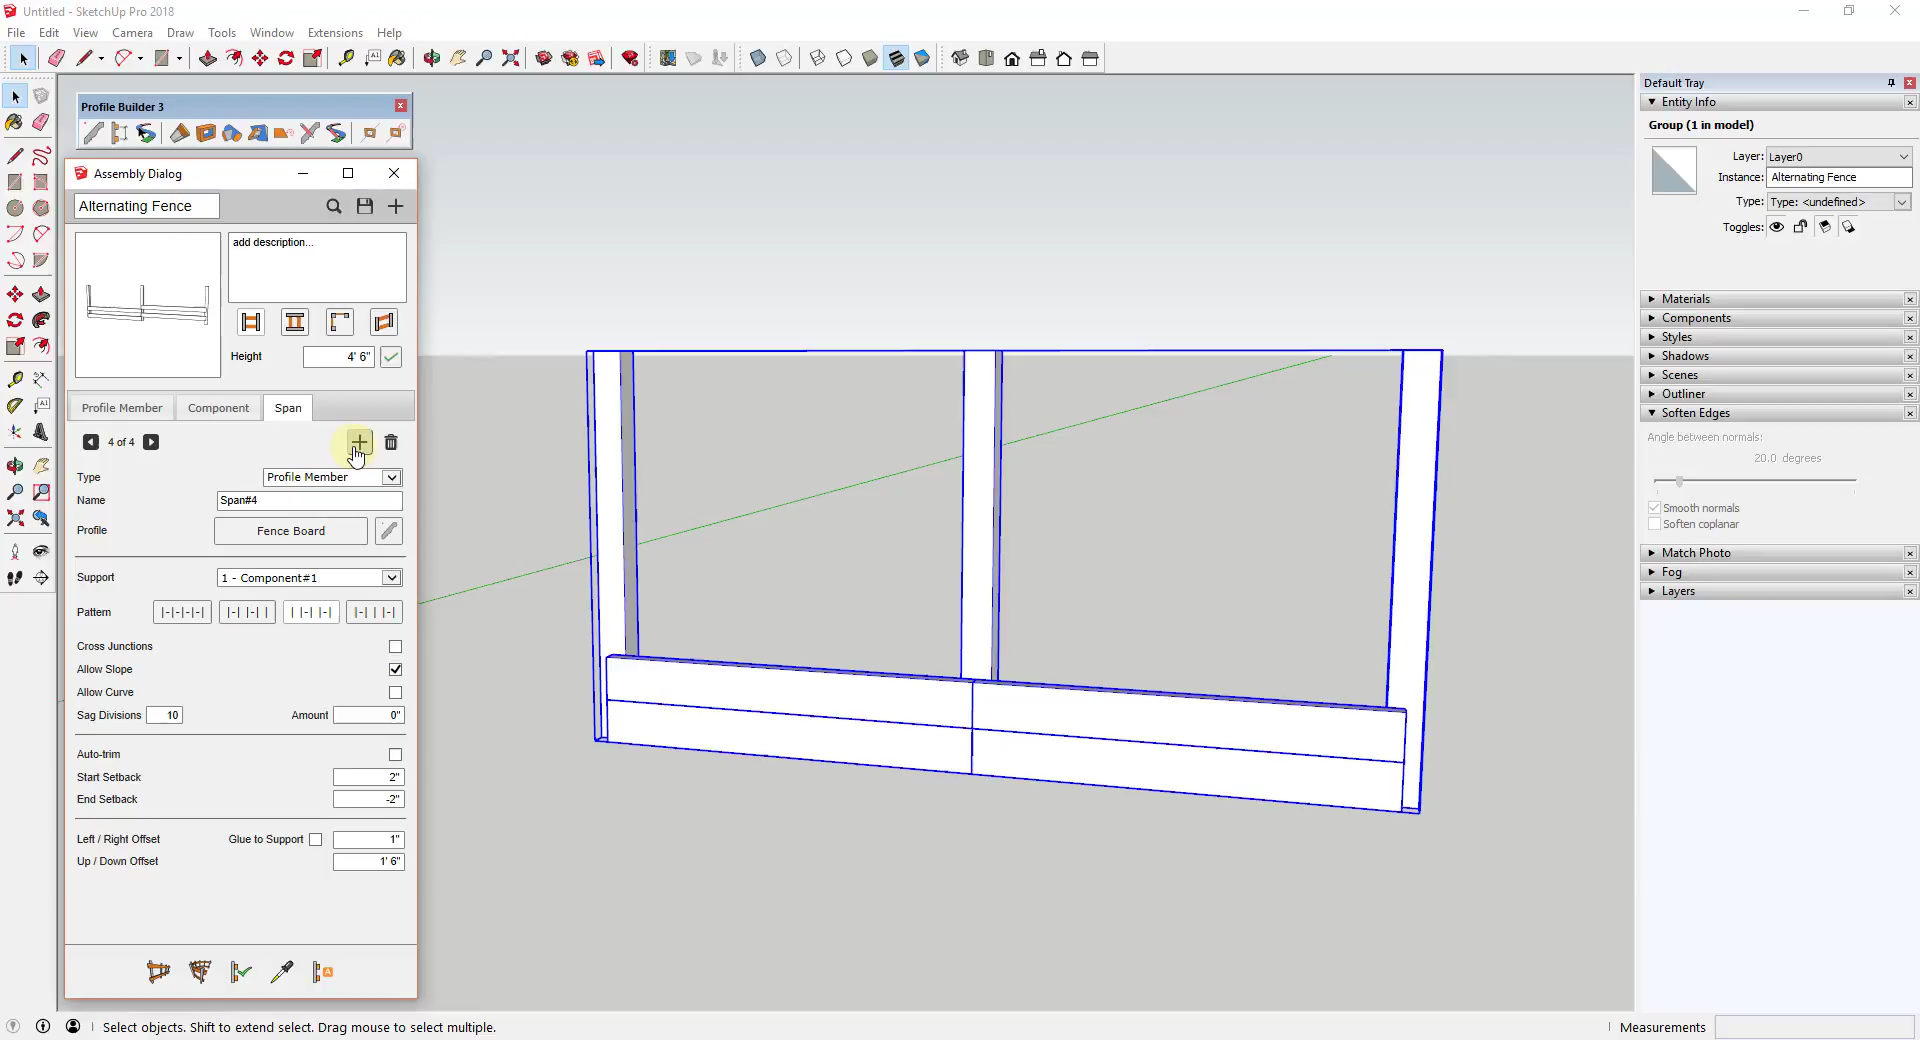 Untitled - SketchUp Pro 2018
File Edit View Camera Draw Tools Window Extensions Help
Profile Builder 3
Assembly Dialog
Alternating Fence
add description...
Height 4' 6"
Profile Member Component Span
4 of 4
Type Profile Member
Name Span#4
Profile Fence Board
Support 1 - Component#1
Pattern |-|-|-|-| |-| |-| | | |-| |-| |-| | |-|
Cross Junctions
Allow Slope
Allow Curve
Sag Divisions 10 Amount 0"
Auto-trim
Start Setback 2"
End Setback -2"
Left / Right Offset Glue to Support 1"
Up / Down Offset 1' 6"
Default Tray
Entity Info
Group (1 in model)
Layer: Layer0
Instance: Alternating Fence
Type: Type: <undefined>
Toggles:
Materials
Components
Styles
Shadows
Scenes
Outliner
Soften Edges
Angle between normals:
20.0 degrees
Smooth normals
Soften coplanar
Match Photo
Fog
Layers
Select objects. Shift to extend select. Drag mouse to select multiple.
Measurements